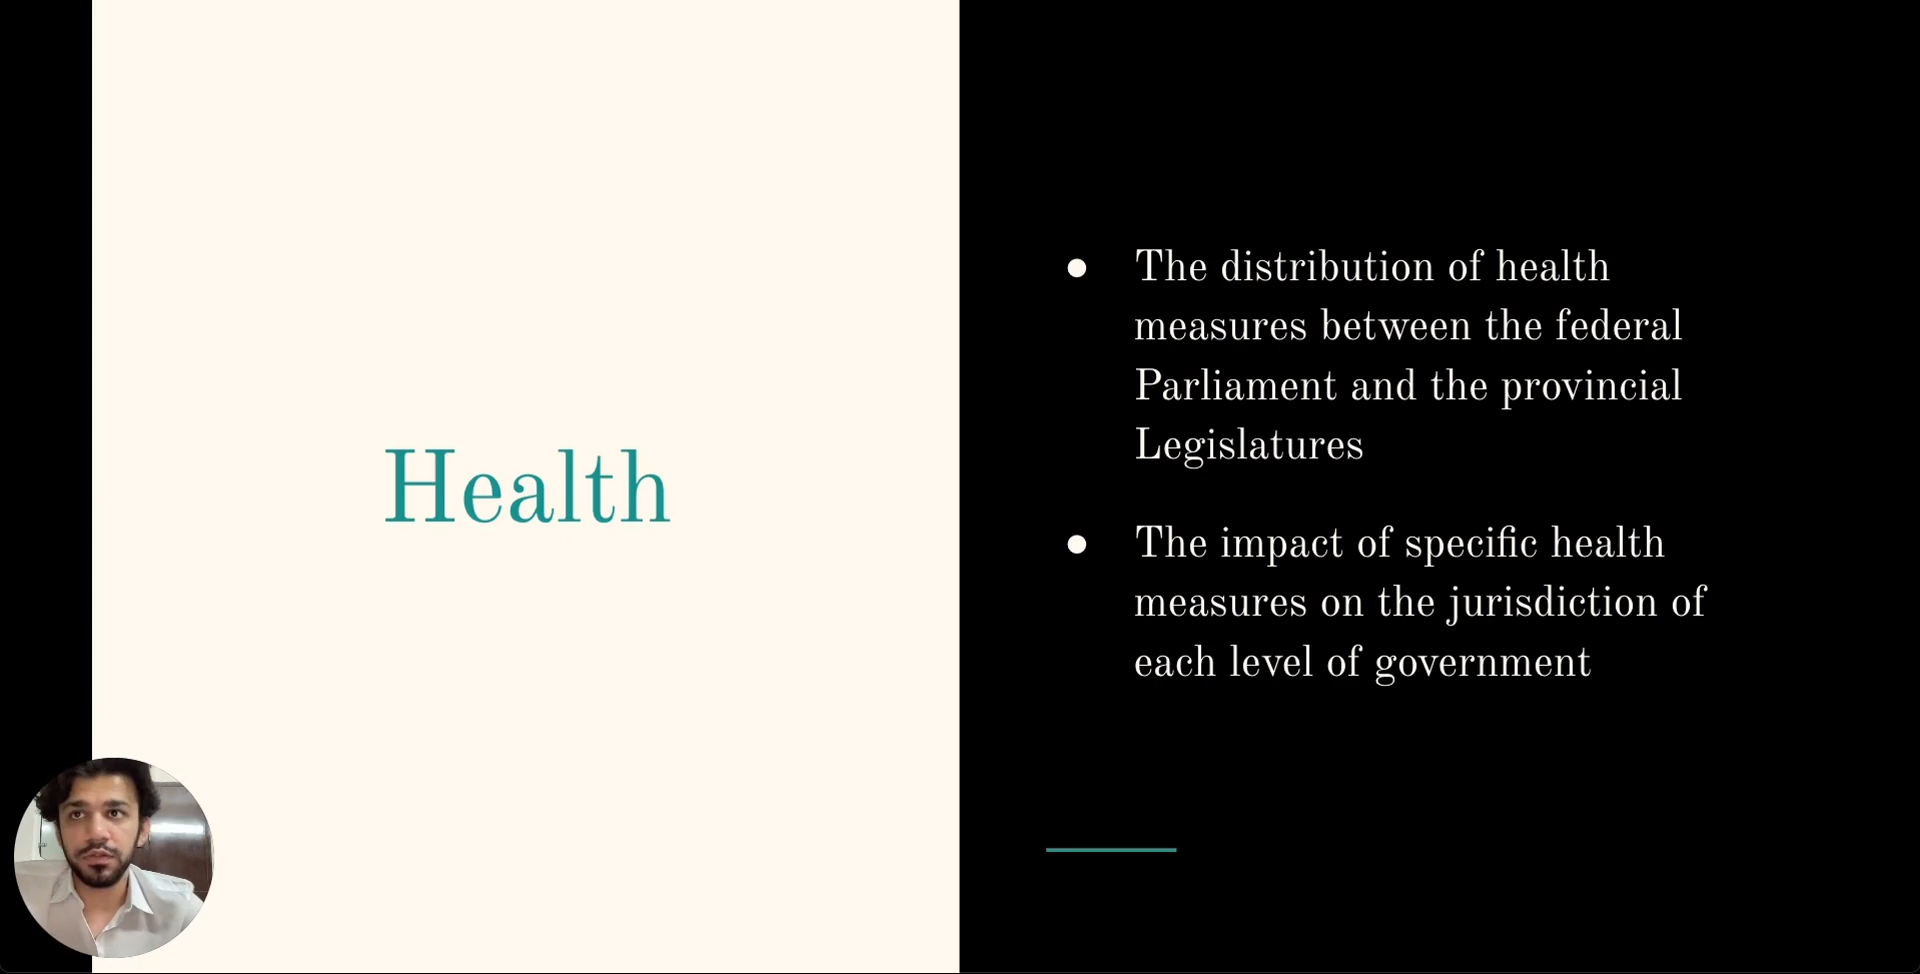 Health
● The distribution of health
measures between the federal
Parliament and the provincial
Legislatures
● The impact of specific health
measures on the jurisdiction of
each level of government